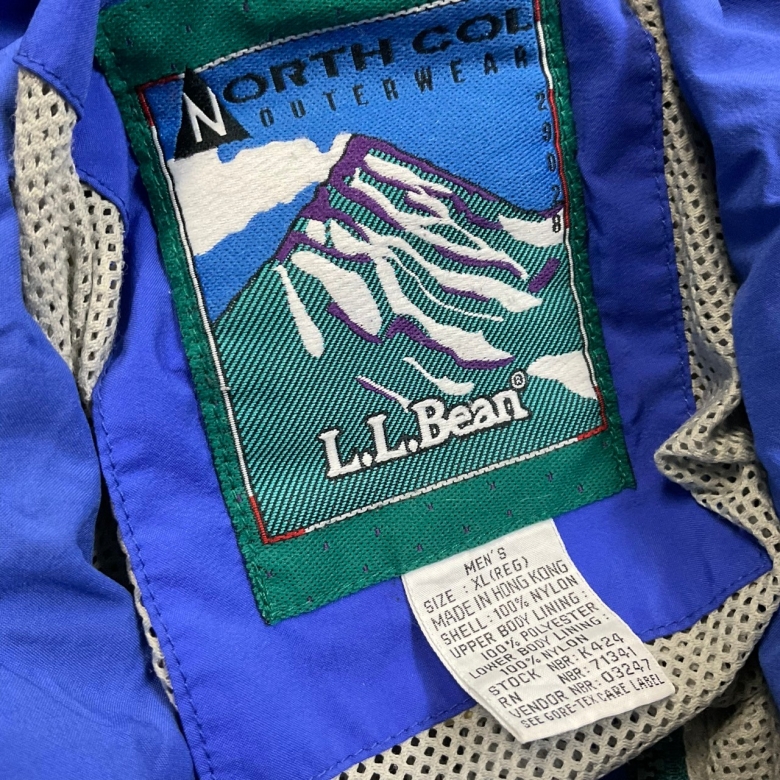 NORTH COL
OUTERWEAR
29028
L.L.Bean®
MEN'S
SIZE : XL(REG)
MADE IN HONG KONG
SHELL: 100% NYLON
UPPER BODY LINING :
100% POLYESTER
LOWER BODY LINING :
100% NYLON
STOCK NBR: K424
RN NBR: 71341
VENDOR NBR: 03247
SEE GORE-TEX CARE LABEL